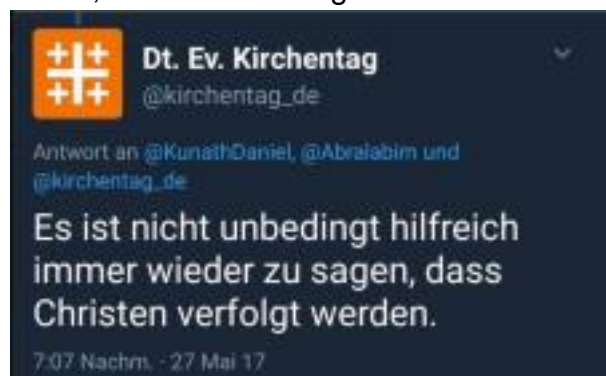 Dt. Ev. Kirchentag
@kirchentag_de
Antwort an @KunathDaniel, @Abralabim und
@kirchentag_de
Es ist nicht unbedingt hilfreich
immer wieder zu sagen, dass
Christen verfolgt werden.
7:07 Nachm. - 27 Mai 17